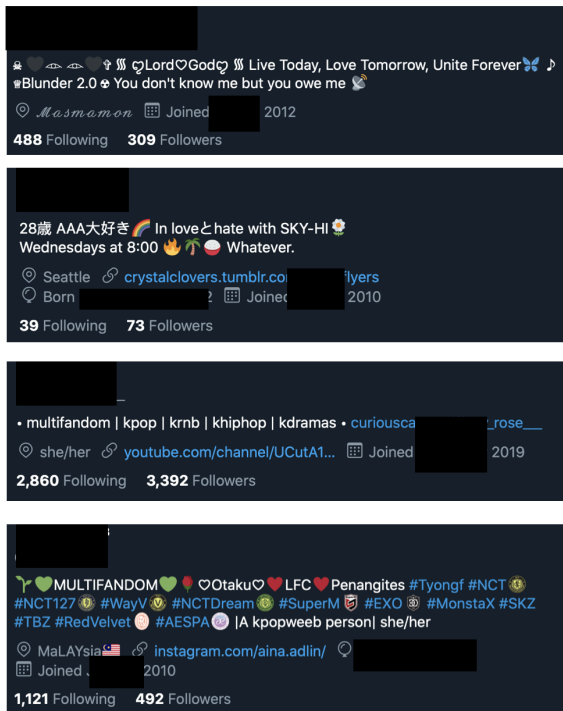 ☠🖤👁👁🖤✞ ᯾ ღLord♡Godღ ᯾ Live Today, Love Tomorrow, Unite Forever🦋 ♪
♕Blunder 2.0 ☢ You don't know me but you owe me 📡
𝓜𝓪𝓼𝓶𝓪𝓶𝓸𝓷 Joined 2012
488 Following 309 Followers
28歳 AAA大好き🌈 In loveとhate with SKY-HI🌼
Wednesdays at 8:00 🔥🌴 Whatever.
Seattle crystalclovers.tumblr.co flyers
Born 2 Joined 2010
39 Following 73 Followers
• multifandom | kpop | krnb | khiphop | kdramas • curiousca _rose___
she/her youtube.com/channel/UCutA1... Joined 2019
2,860 Following 3,392 Followers
🌱💚MULTIFANDOM💚🌹♡Otaku♡❤LFC❤Penangites #Tyongf #NCT
#NCT127 #WayV #NCTDream #SuperM #EXO #MonstaX #SKZ
#TBZ #RedVelvet #AESPA |A kpopweeb person| she/her
MaLAYsia🇲🇾 instagram.com/aina.adlin/
Joined 2010
1,121 Following 492 Followers